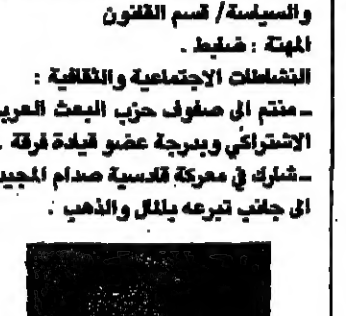 والسياسة/ قسم القانون
المهنة : ضابط .
النشاطات الاجتماعية والثقافية :
ـ منتم الى صفوف حزب البعث العربي
الاشتراكي وبدرجة عضو قيادة فرقة .
ـ شارك في معركة قادسية صدام المجيد
الى جانب تبرعه بالمال والذهب .